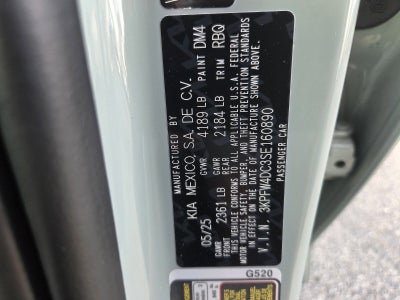 MANUFACTURED BY
KIA MEXICO, S.A. DE C.V.
05/25 GVWR 4189 LB PAINT DM4
GAWR FRONT 2361 LB GAWR REAR 2184 LB TRIM RBQ
THIS VEHICLE CONFORMS TO ALL APPLICABLE U.S.A. FEDERAL
MOTOR VEHICLE SAFETY, BUMPER, AND THEFT PREVENTION STANDARDS
IN EFFECT ON THE DATE OF MANUFACTURE SHOWN ABOVE.
V.I.N. 3KPFW4DC3SE160890
PASSENGER CAR
G520